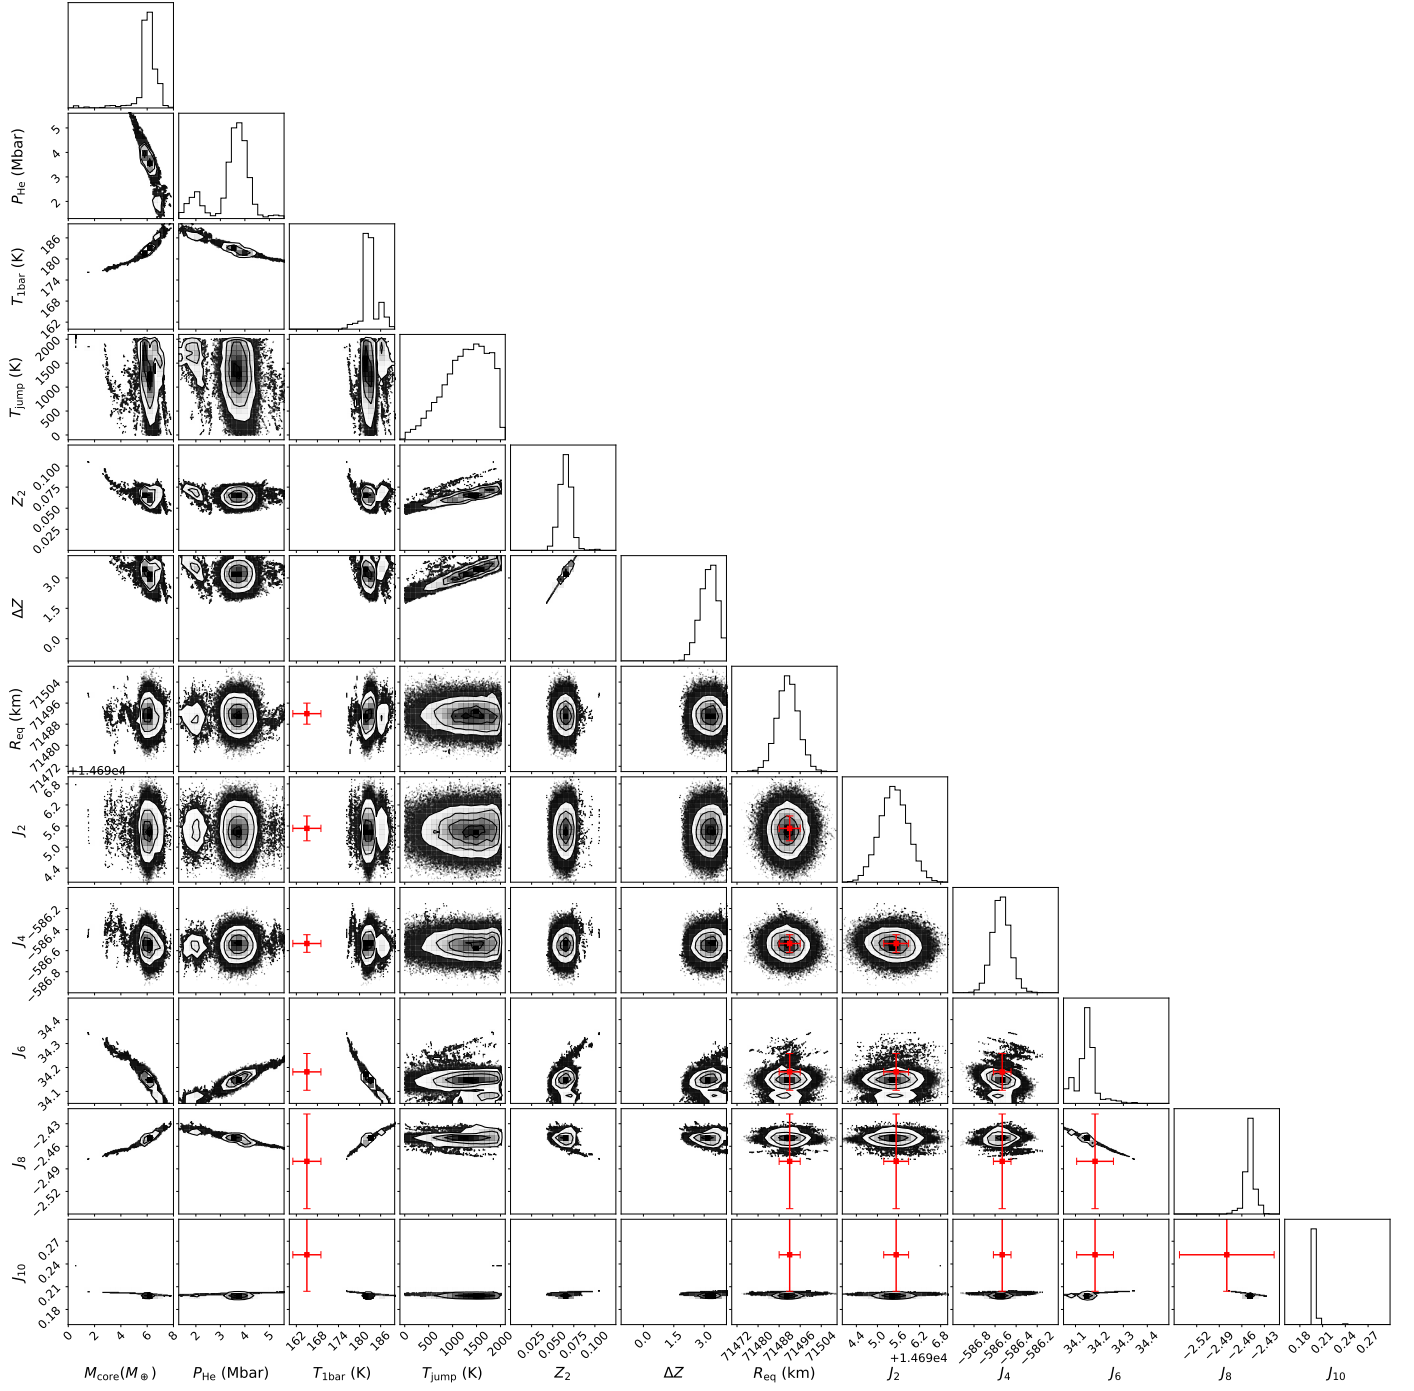 5
4
3
2
P_He (Mbar)
186
180
174
168
162
T_1bar (K)
2000
1500
1000
500
0
T_jump (K)
0.100
0.075
0.050
0.025
Z_2
3.0
1.5
0.0
ΔZ
71504
71496
71488
71480
71472
R_eq (km)
+1.469e4
6.8
6.2
5.6
5.0
4.4
J_2
−586.2
−586.4
−586.6
−586.8
J_4
34.4
34.3
34.2
34.1
J_6
−2.43
−2.46
−2.49
−2.52
J_8
0.27
0.24
0.21
0.18
J_10
0 2 4 6 8
2 4 5
162 168 174 180 186
0 500 1000 1500 2000
0.025 0.050 0.075 0.100
0.0 1.5 3.0
71472 71480 71488 71496 71504
4.4 5.0 5.6 6.2 6.8
+1.469e4
−586.8 −586.6 −586.4 −586.2
34.1 34.2 34.3 34.4
−2.52 −2.49 −2.46 −2.43
0.18 0.21 0.24 0.27
M_core(M_⊕) P_He (Mbar) T_1bar (K) T_jump (K) Z_2 ΔZ R_eq (km) J_2 J_4 J_6 J_8 J_10